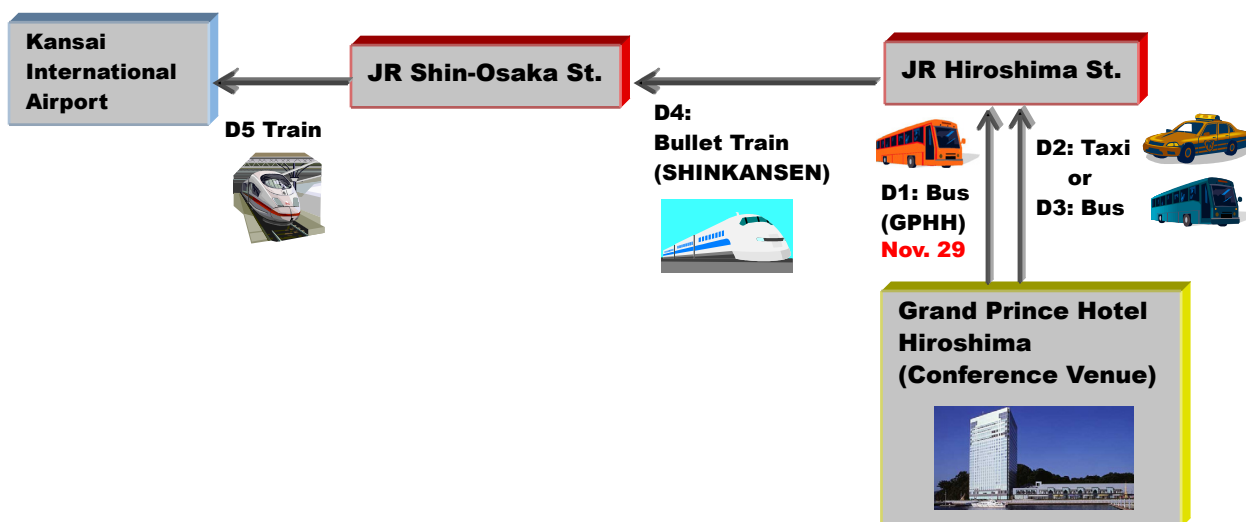 Kansai
International
Airport
JR Shin-Osaka St.
JR Hiroshima St.
D5 Train
D4:
Bullet Train
(SHINKANSEN)
D1: Bus
(GPHH)
Nov. 29
D2: Taxi
or
D3: Bus
Grand Prince Hotel
Hiroshima
(Conference Venue)